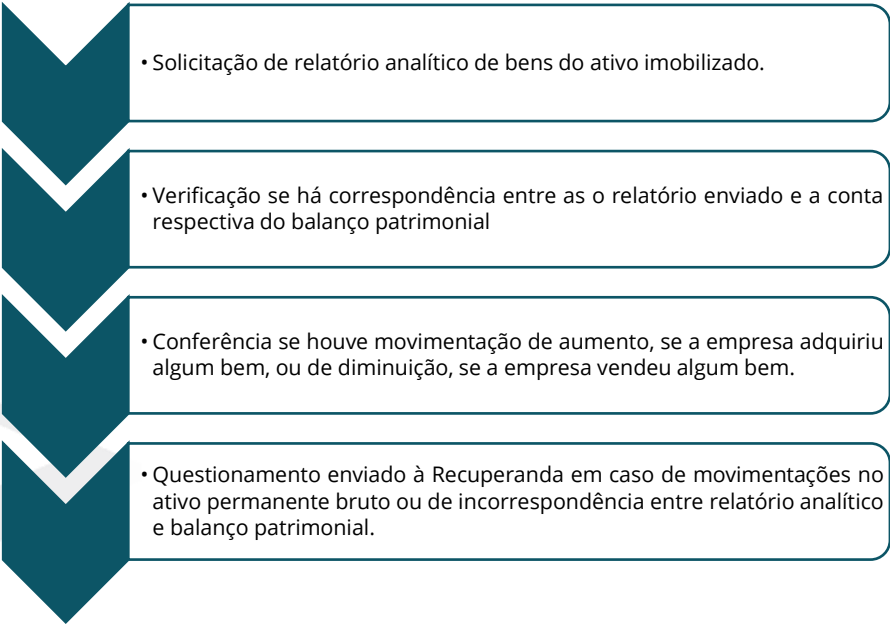 • Solicitação de relatório analítico de bens do ativo imobilizado.
• Verificação se há correspondência entre as o relatório enviado e a conta
respectiva do balanço patrimonial
• Conferência se houve movimentação de aumento, se a empresa adquiriu
algum bem, ou de diminuição, se a empresa vendeu algum bem.
• Questionamento enviado à Recuperanda em caso de movimentações no
ativo permanente bruto ou de incorrespondência entre relatório analítico
e balanço patrimonial.